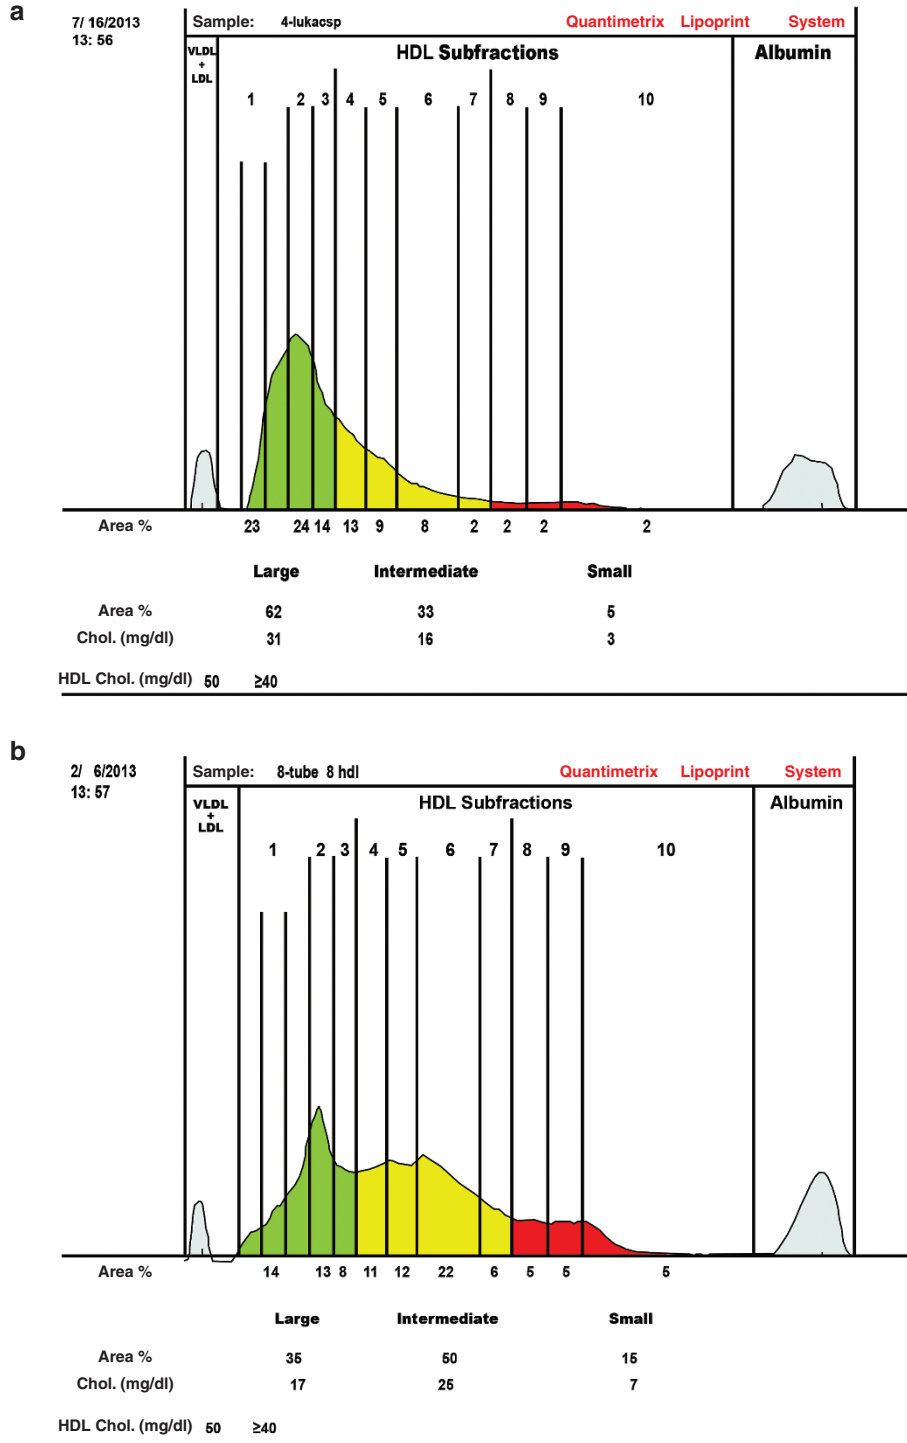 a
7/ 16/2013
13: 56
Sample: 4-lukacsp Quantimetrix Lipoprint System
VLDL
+
LDL
HDL Subfractions
Albumin
1 2 3 4 5 6 7 8 9 10
Area % 23 24 14 13 9 8 2 2 2 2
Large Intermediate Small
Area % 62 33 5
Chol. (mg/dl) 31 16 3
HDL Chol. (mg/dl) 50 ≥40
b
2/ 6/2013
13: 57
Sample: 8-tube 8 hdl Quantimetrix Lipoprint System
VLDL
+
LDL
HDL Subfractions
Albumin
1 2 3 4 5 6 7 8 9 10
Area % 14 13 8 11 12 22 6 5 5 5
Large Intermediate Small
Area % 35 50 15
Chol. (mg/dl) 17 25 7
HDL Chol. (mg/dl) 50 ≥40